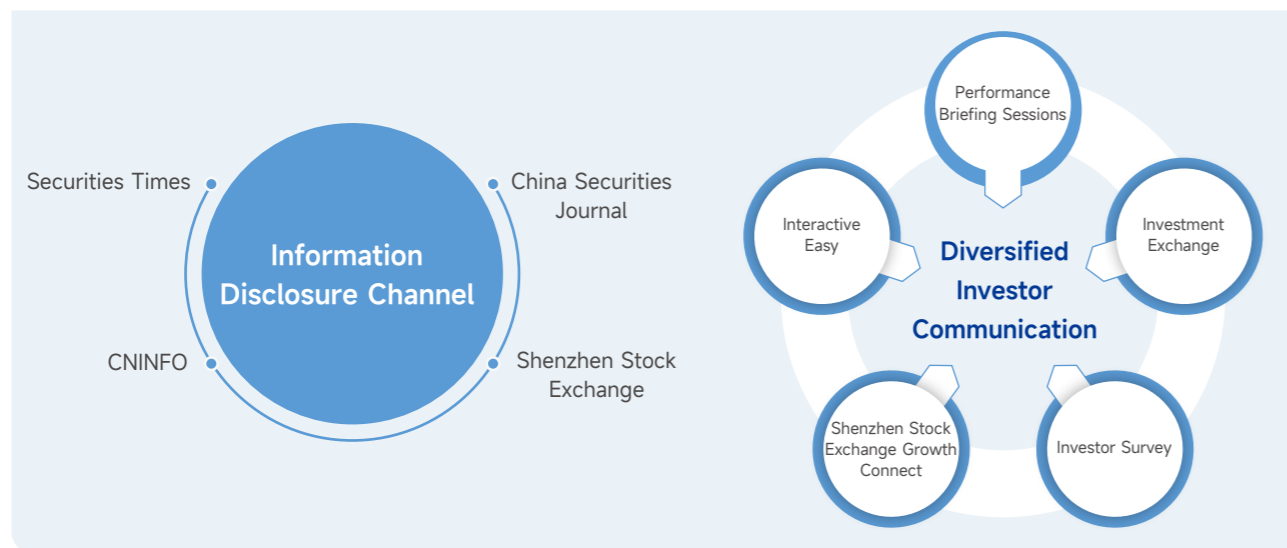 Securities Times
China Securities
Journal
Information
Disclosure Channel
CNINFO
Shenzhen Stock
Exchange
Performance
Briefing Sessions
Interactive
Easy
Investment
Exchange
Diversified
Investor
Communication
Shenzhen Stock
Exchange Growth
Connect
Investor Survey